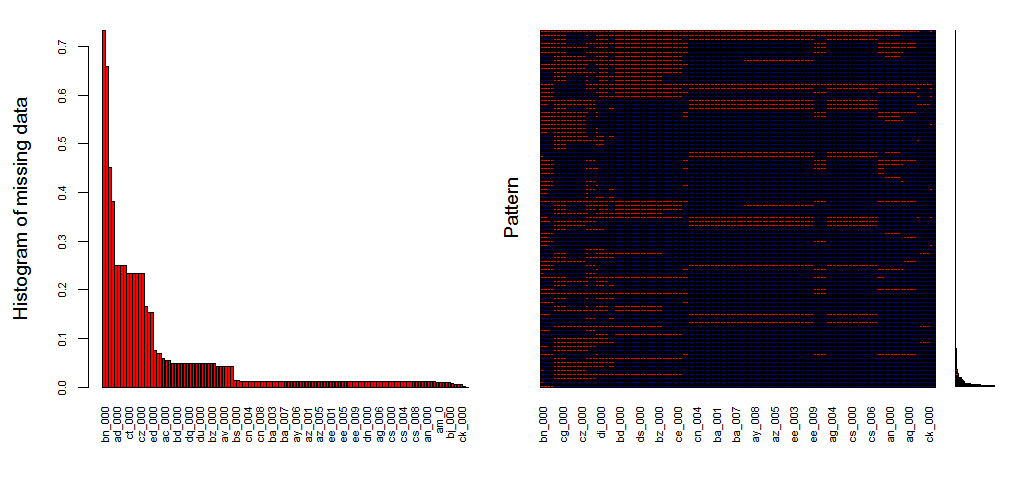 Histogram of missing data
0.7
0.6
0.5
0.4
0.3
0.2
0.1
0.0
bn_000
ad_000
ct_000
cz_000
ed_000
ac_000
bd_000
dq_000
du_000
bz_000
av_000
bs_000
cn_004
cn_008
ba_003
ba_007
ay_006
az_001
az_005
ee_001
ee_005
ee_009
dn_000
ag_006
cs_000
cs_004
cs_008
an_000
am_0
bj_000
ck_000
Pattern
bn_000
cg_000
cz_000
di_000
bd_000
ds_000
bz_000
ce_000
cn_004
ba_001
ba_007
ay_008
az_005
ee_003
ee_009
ag_004
cs_000
cs_006
an_000
aq_000
ck_000